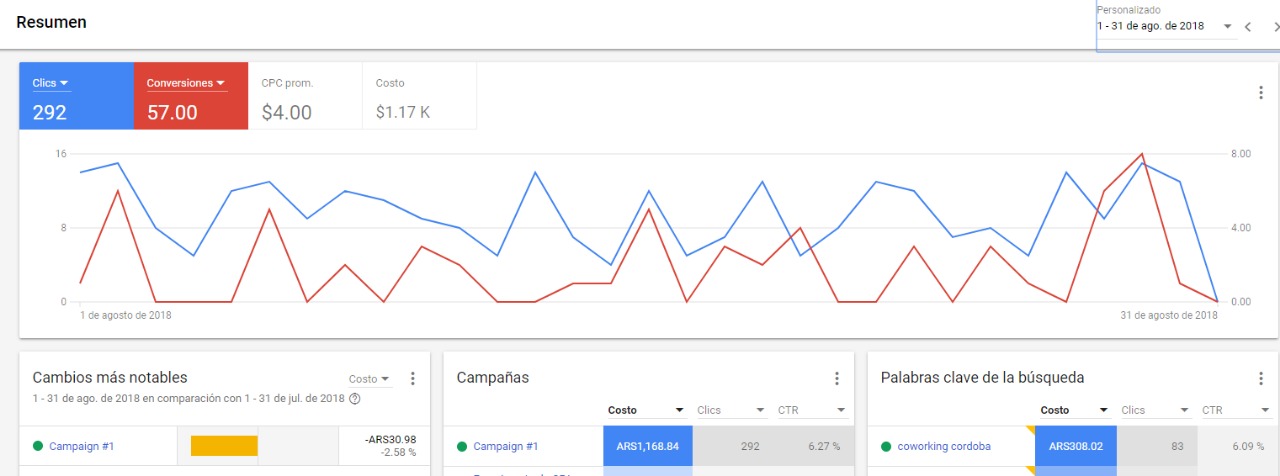 Resumen
Personalizado
1 - 31 de ago. de 2018
Clics
Conversiones
CPC prom.
Costo
292
57.00
$4.00
$1.17 K
16
8.00
8
4.00
0
0.00
1 de agosto de 2018
31 de agosto de 2018
Cambios más notables
Costo
1 - 31 de ago. de 2018 en comparación con 1 - 31 de jul. de 2018
Campaign #1
-ARS30.98
-2.58 %
Campañas
Costo
Clics
CTR
Campaign #1
ARS1,168.84
292
6.27 %
Palabras clave de la búsqueda
Costo
Clics
CTR
coworking cordoba
ARS308.02
83
6.09 %